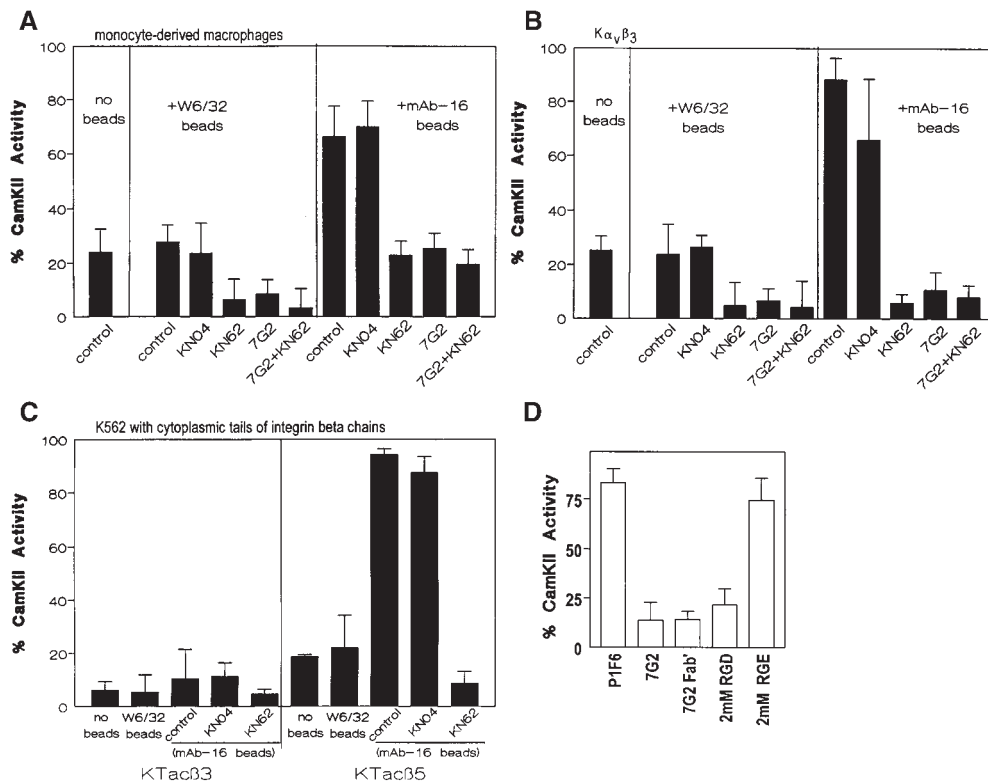 A
monocyte-derived macrophages
% CamKII Activity
100
80
60
40
20
0
no
beads
+W6/32
beads
+mAb-16
beads
control
control
KN04
KN62
7G2
7G2+KN62
control
KN04
KN62
7G2
7G2+KN62
B
Kαvβ3
% CamKII Activity
100
80
60
40
20
0
no
beads
+W6/32
beads
+mAb-16
beads
control
control
KN04
KN62
7G2
7G2+KN62
control
KN04
KN62
7G2
7G2+KN62
C
K562 with cytoplasmic tails of integrin beta chains
% CamKII Activity
100
80
60
40
20
0
no
beads
W6/32
beads
control
KN04
KN62
(mAb-16 beads)
KTacβ3
no
beads
W6/32
beads
control
KN04
KN62
(mAb-16 beads)
KTacβ5
D
% CamKII Activity
75
50
25
0
P1F6
7G2
7G2 Fab'
2mM RGD
2mM RGE